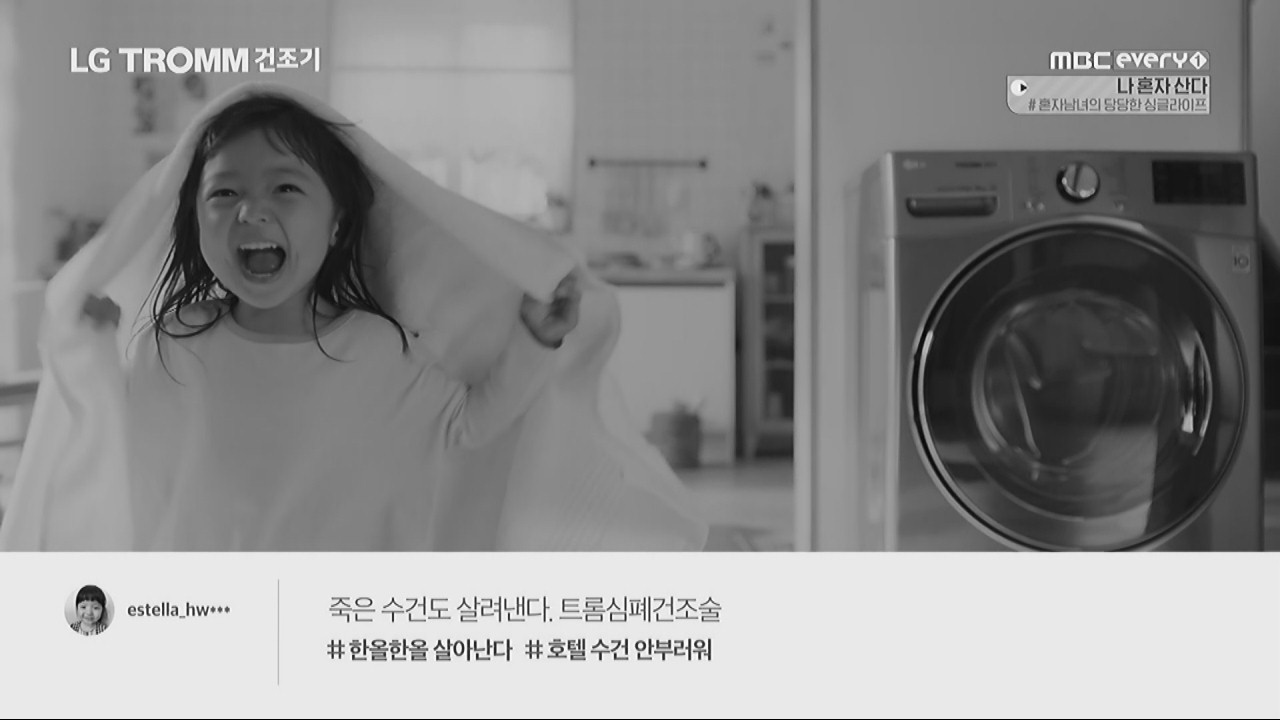 LG TROMM 건조기
MBC every1
나 혼자 산다
# 혼자남녀의 당당한 싱글라이프
estella_hw***
죽은 수건도 살려낸다. 트롬심폐건조술
# 한올한올 살아난다 # 호텔 수건 안부러워